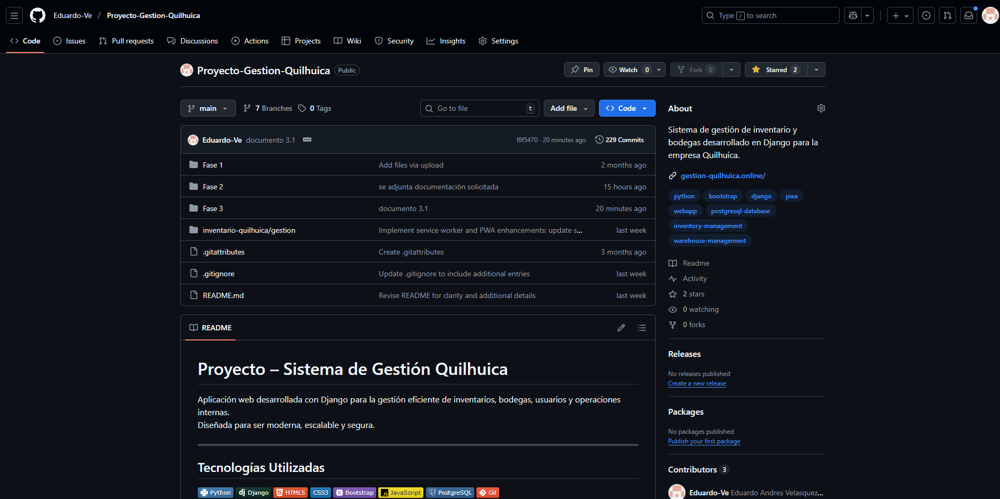 Eduardo-Ve / Proyecto-Gestion-Quilhuica
Type / to search
Code Issues Pull requests Discussions Actions Projects Wiki Security Insights Settings
Proyecto-Gestion-Quilhuica Public
Pin Watch 0 Fork 0 Starred 2
main 7 Branches 0 Tags Go to file t Add file Code
Eduardo-Ve documento 3.1 f8f5470 · 20 minutes ago 229 Commits
Fase 1 Add files via upload 2 months ago
Fase 2 se adjunta documentación solicitada 15 hours ago
Fase 3 documento 3.1 20 minutes ago
inventario-quilhuica/gestion Implement service worker and PWA enhancements; update s... last week
.gitattributes Create .gitattributes 3 months ago
.gitignore Update .gitignore to include additional entries last week
README.md Revise README for clarity and additional details last week
README
Proyecto – Sistema de Gestión Quilhuica
Aplicación web desarrollada con Django para la gestión eficiente de inventarios, bodegas, usuarios y operaciones
internas.
Diseñada para ser moderna, escalable y segura.
Tecnologías Utilizadas
Python dj Django HTML5 CSS3 B Bootstrap JS JavaScript PostgreSQL Git
About
Sistema de gestión de inventario y
bodegas desarrollado en Django para la
empresa Quilhuica.
gestion-quilhuica.online/
python bootstrap django pwa
webapp postgresql-database
inventory-management
warehouse-management
Readme
Activity
2 stars
0 watching
0 forks
Releases
No releases published
Create a new release
Packages
No packages published
Publish your first package
Contributors 3
Eduardo-Ve Eduardo Andres Velasquez...